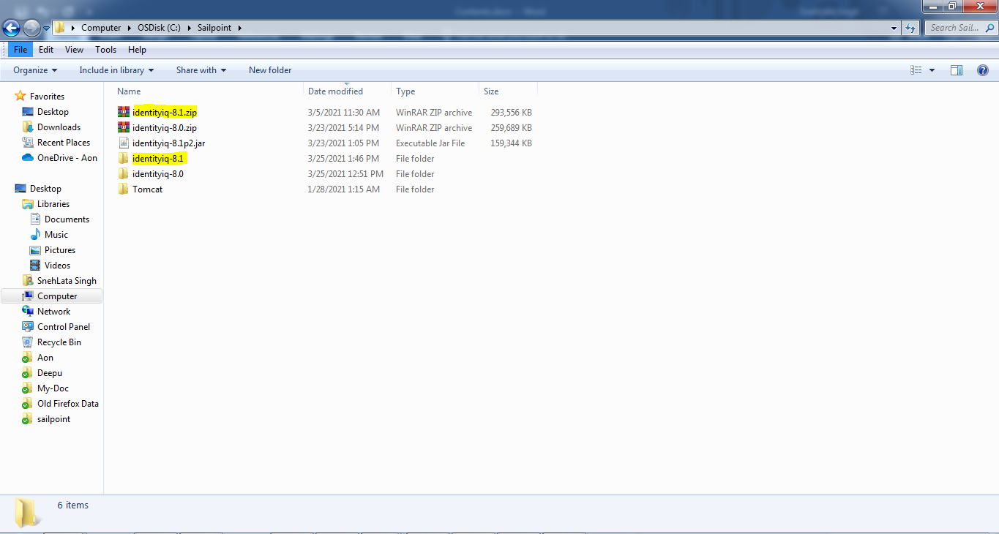 Computer OSDisk (C:) Sailpoint
Search Sail...
File Edit View Tools Help
Organize Include in library Share with New folder
Name Date modified Type Size
identityiq-8.1.zip 3/5/2021 11:30 AM WinRAR ZIP archive 293,556 KB
identityiq-8.0.zip 3/23/2021 5:14 PM WinRAR ZIP archive 259,689 KB
identityiq-8.1p2.jar 3/23/2021 1:05 PM Executable Jar File 159,344 KB
identityiq-8.1 3/25/2021 1:46 PM File folder
identityiq-8.0 3/25/2021 12:51 PM File folder
Tomcat 1/28/2021 1:15 AM File folder
Favorites
Desktop
Downloads
Recent Places
OneDrive - Aon
Desktop
Libraries
Documents
Music
Pictures
Videos
SnehLata Singh
Computer
Network
Control Panel
Recycle Bin
Aon
Deepu
My-Doc
Old Firefox Data
sailpoint
6 items